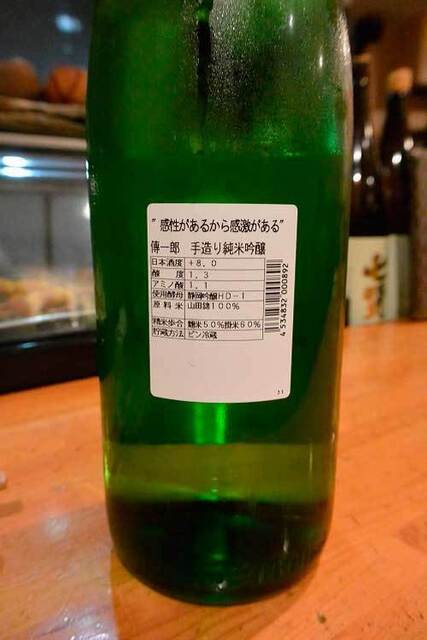 "感性があるから感激がある"
傳一郎 手造り純米吟醸
日本酒度 +8.0
酸度 1.3
アミノ酸 1.1
使用酵母 静岡吟醸HD-1
原料米 山田錦100%
精米歩合 麹米50%掛米60%
貯蔵方法 ビン冷蔵
4 534832 000892